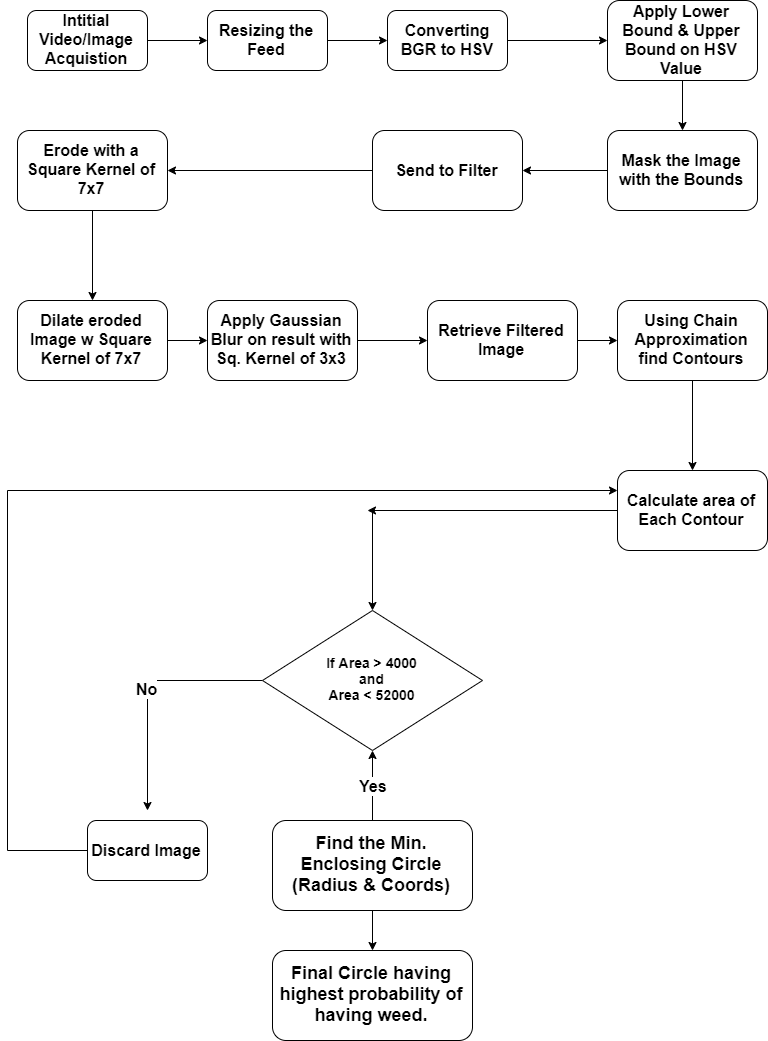 Intitial
Video/Image
Acquistion
Resizing the
Feed
Converting
BGR to HSV
Apply Lower
Bound & Upper
Bound on HSV
Value
Erode with a
Square Kernel of
7x7
Send to Filter
Mask the Image
with the Bounds
Dilate eroded
Image w Square
Kernel of 7x7
Apply Gaussian
Blur on result with
Sq. Kernel of 3x3
Retrieve Filtered
Image
Using Chain
Approximation
find Contours
Calculate area of
Each Contour
If Area > 4000
and
Area < 52000
No
Yes
Discard Image
Find the Min.
Enclosing Circle
(Radius & Coords)
Final Circle having
highest probability of
having weed.